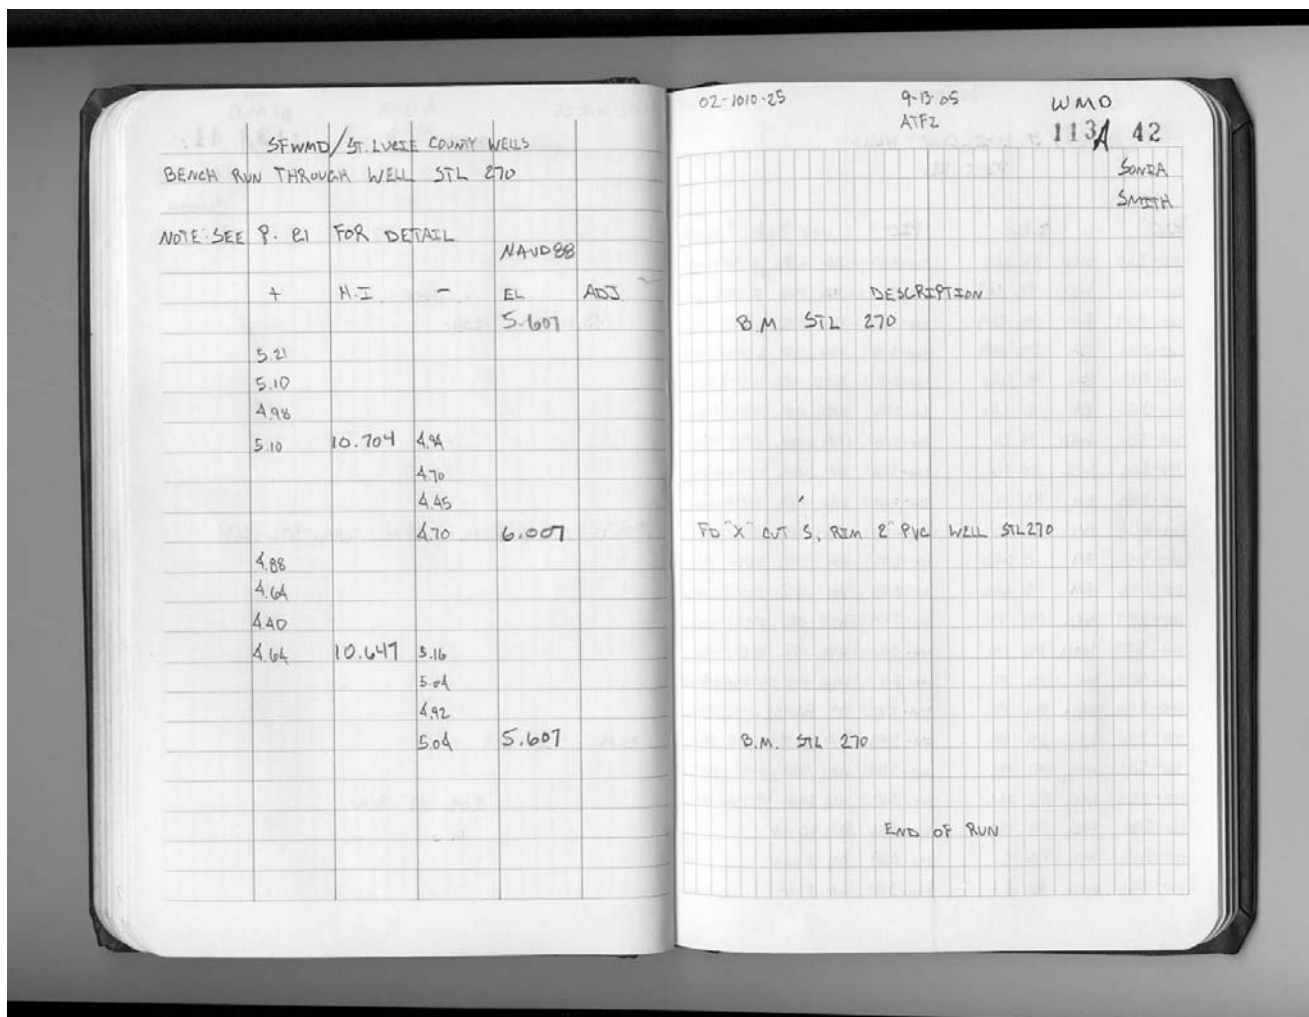 SFWMD/ST. LUCIE COUNTY WELLS
BENCH RUN THROUGH WELL STL 270
NOTE: SEE P. 21 FOR DETAIL
NAVD88
+ H.I - EL ADJ
5.607
5.21
5.10
4.98
5.10 10.704 4.94
4.70
4.45
4.70 6.007
4.88
4.64
4.40
4.64 10.647 5.16
5.04
4.92
5.04 5.607
02-1010-25 9-13-05 WMO
ATF2 113A 42
SONRA
SMITH
DESCRIPTION
B.M STL 270
FD "X" CUT S. RIM 2" PVC WELL STL270
B.M. STL 270
END OF RUN